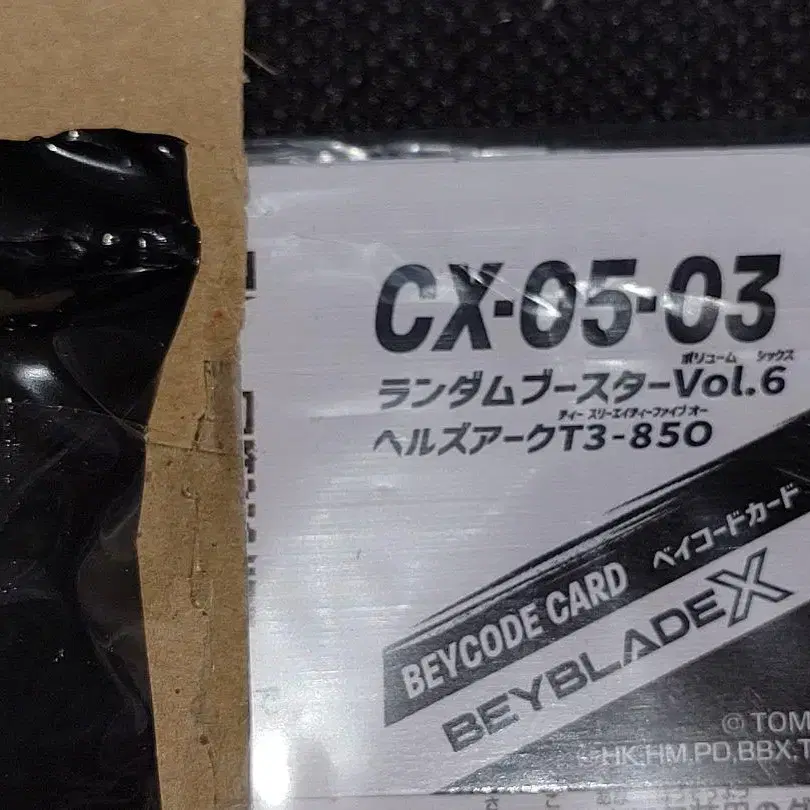 CX-05-03
ボリューム シックス
ランダムブースターVol.6
ティー スリーエイティーファイブ オー
ヘルズアークT3-85O
BEYCODE CARD ベイコードカード
BEYBLADE X
© TOM
HK,HM,PD,BBX,T